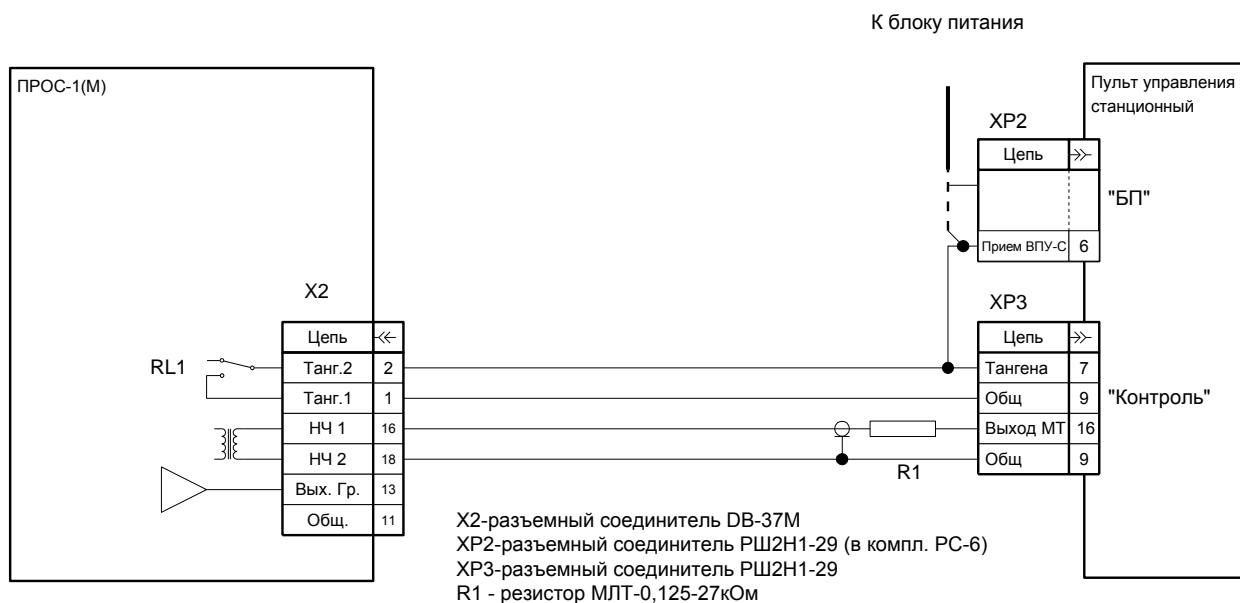 К блоку питания
ПРОС-1(М)
Пульт управления
станционный
XP2
Цепь
"БП"
Прием ВПУ-С 6
X2
Цепь
RL1
Танг.2 2
Танг.1 1
НЧ 1 16
НЧ 2 18
Вых. Гр. 13
Общ. 11
XP3
Цепь
Тангена 7
Общ 9
"Контроль"
Выход МТ 16
Общ 9
R1
X2-разъемный соединитель DB-37M
XP2-разъемный соединитель РШ2Н1-29 (в компл. РС-6)
XP3-разъемный соединитель РШ2Н1-29
R1 - резистор МЛТ-0,125-27кОм